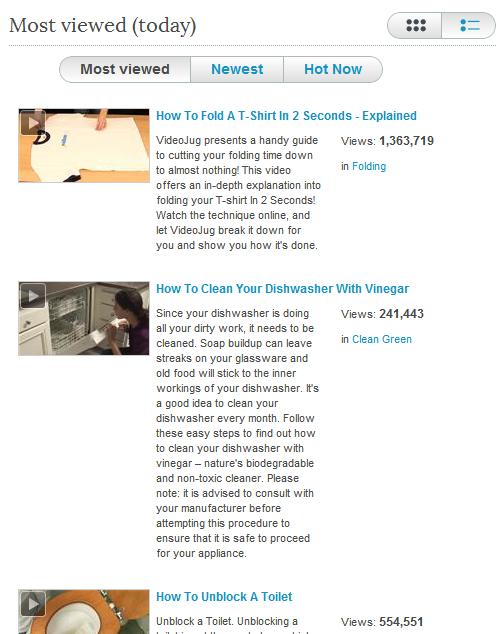 Most viewed (today)
Most viewed
Newest
Hot Now
How To Fold A T-Shirt In 2 Seconds - Explained
VideoJug presents a handy guide
to cutting your folding time down
to almost nothing! This video
offers an in-depth explanation into
folding your T-shirt In 2 Seconds!
Watch the technique online, and
let VideoJug break it down for
you and show you how it's done.
Views: 1,363,719
in Folding
How To Clean Your Dishwasher With Vinegar
Since your dishwasher is doing
all your dirty work, it needs to be
cleaned. Soap buildup can leave
streaks on your glassware and
old food will stick to the inner
workings of your dishwasher. It's
a good idea to clean your
dishwasher every month. Follow
these easy steps to find out how
to clean your dishwasher with
vinegar – nature's biodegradable
and non-toxic cleaner. Please
note: it is advised to consult with
your manufacturer before
attempting this procedure to
ensure that it is safe to proceed
for your appliance.
Views: 241,443
in Clean Green
How To Unblock A Toilet
Unblock a Toilet. Unblocking a
Views: 554,551